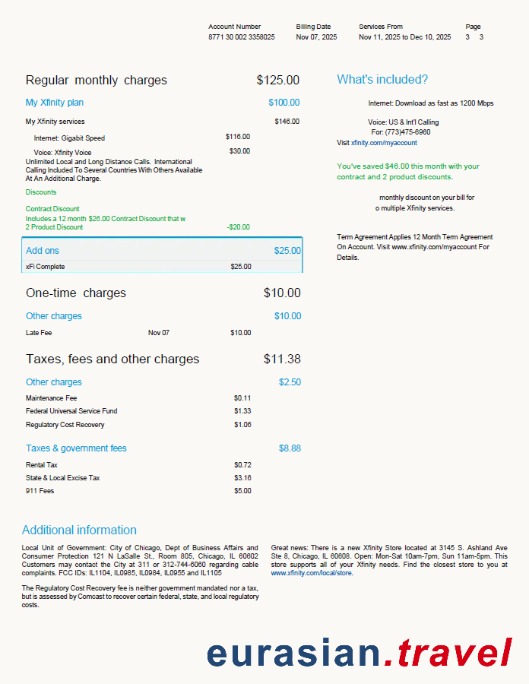 Account Number Billing Date Services From Page
8771 30 002 3358025 Nov 07, 2025 Nov 11, 2025 to Dec 10, 2025 3 3
Regular monthly charges $125.00
My Xfinity plan $100.00
My Xfinity services $146.00
Internet: Gigabit Speed $116.00
Voice: Xfinity Voice $30.00
Unlimited Local and Long Distance Calls. International
Calling Included To Several Countries With Others Available
At An Additional Charge.
Discounts
Contract Discount
Includes a 12 month $26.00 Contract Discount that w
2 Product Discount -$20.00
Add ons $25.00
xFi Complete $25.00
One-time charges $10.00
Other charges $10.00
Late Fee Nov 07 $10.00
Taxes, fees and other charges $11.38
Other charges $2.50
Maintenance Fee $0.11
Federal Universal Service Fund $1.33
Regulatory Cost Recovery $1.06
Taxes & government fees $8.88
Rental Tax $0.72
State & Local Excise Tax $3.16
911 Fees $5.00
What's included?
Internet: Download as fast as 1200 Mbps
Voice: US & Int'l Calling
For: (773)475-6960
Visit xfinity.com/myaccount
You've saved $46.00 this month with your
contract and 2 product discounts.
monthly discount on your bill for
o multiple Xfinity services.
Term Agreement Applies 12 Month Term Agreement
On Account. Visit www.xfinity.com/myaccount For
Details.
Additional information
Local Unit of Government: City of Chicago, Dept of Business Affairs and
Consumer Protection 121 N LaSalle St., Room 805, Chicago, IL 60602
Customers may contact the City at 311 or 312-744-6060 regarding cable
complaints. FCC IDs: IL1104, IL0985, IL0984, IL0955 and IL1105
The Regulatory Cost Recovery fee is neither government mandated nor a tax,
but is assessed by Comcast to recover certain federal, state, and local regulatory
costs.
Great news: There is a new Xfinity Store located at 3145 S. Ashland Ave
Ste 8, Chicago, IL 60608. Open: Mon-Sat 10am-7pm, Sun 11am-5pm. This
store supports all of your Xfinity needs. Find the closest store to you at
www.xfinity.com/local/store.
eurasian.travel